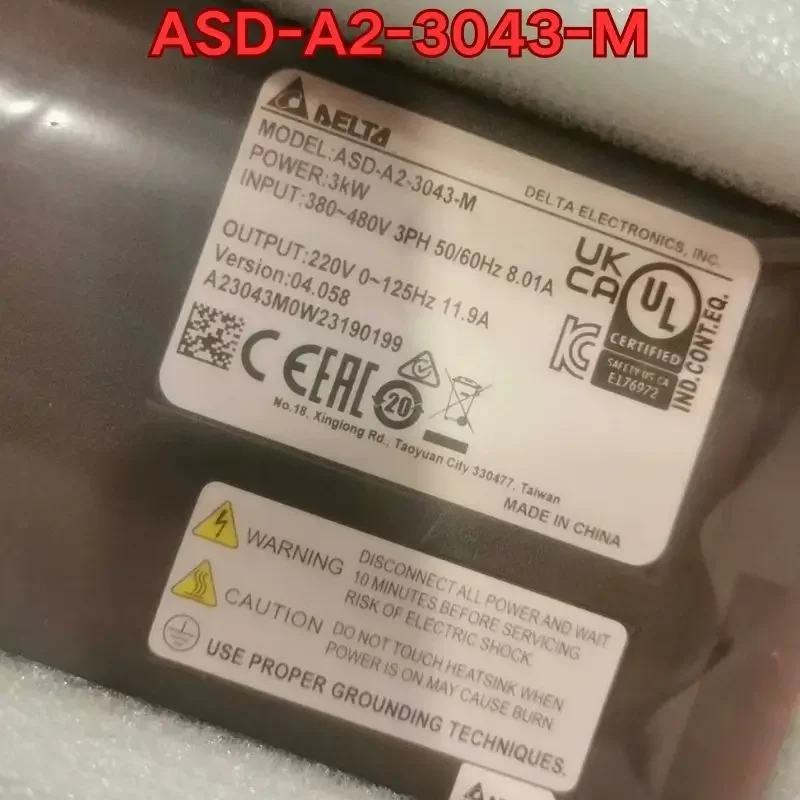 ASD-A2-3043-M
DELTA
DELTA ELECTRONICS, INC.
MODEL:ASD-A2-3043-M
POWER:3kW
INPUT:380~480V 3PH 50/60Hz 8.01A
OUTPUT:220V 0~125Hz 11.9A
Version:04.058
A23043M0W23190199
UK
CA
UL
CERTIFIED
SAFETY US CA
E176972
IND.CONT.EQ.
CE EAC 20
No.18, Xinglong Rd., Taoyuan City 330477, Taiwan
MADE IN CHINA
WARNING
DISCONNECT ALL POWER AND WAIT
10 MINUTES BEFORE SERVICING
RISK OF ELECTRIC SHOCK.
CAUTION
DO NOT TOUCH HEATSINK WHEN
POWER IS ON MAY CAUSE BURN
USE PROPER GROUNDING TECHNIQUES.